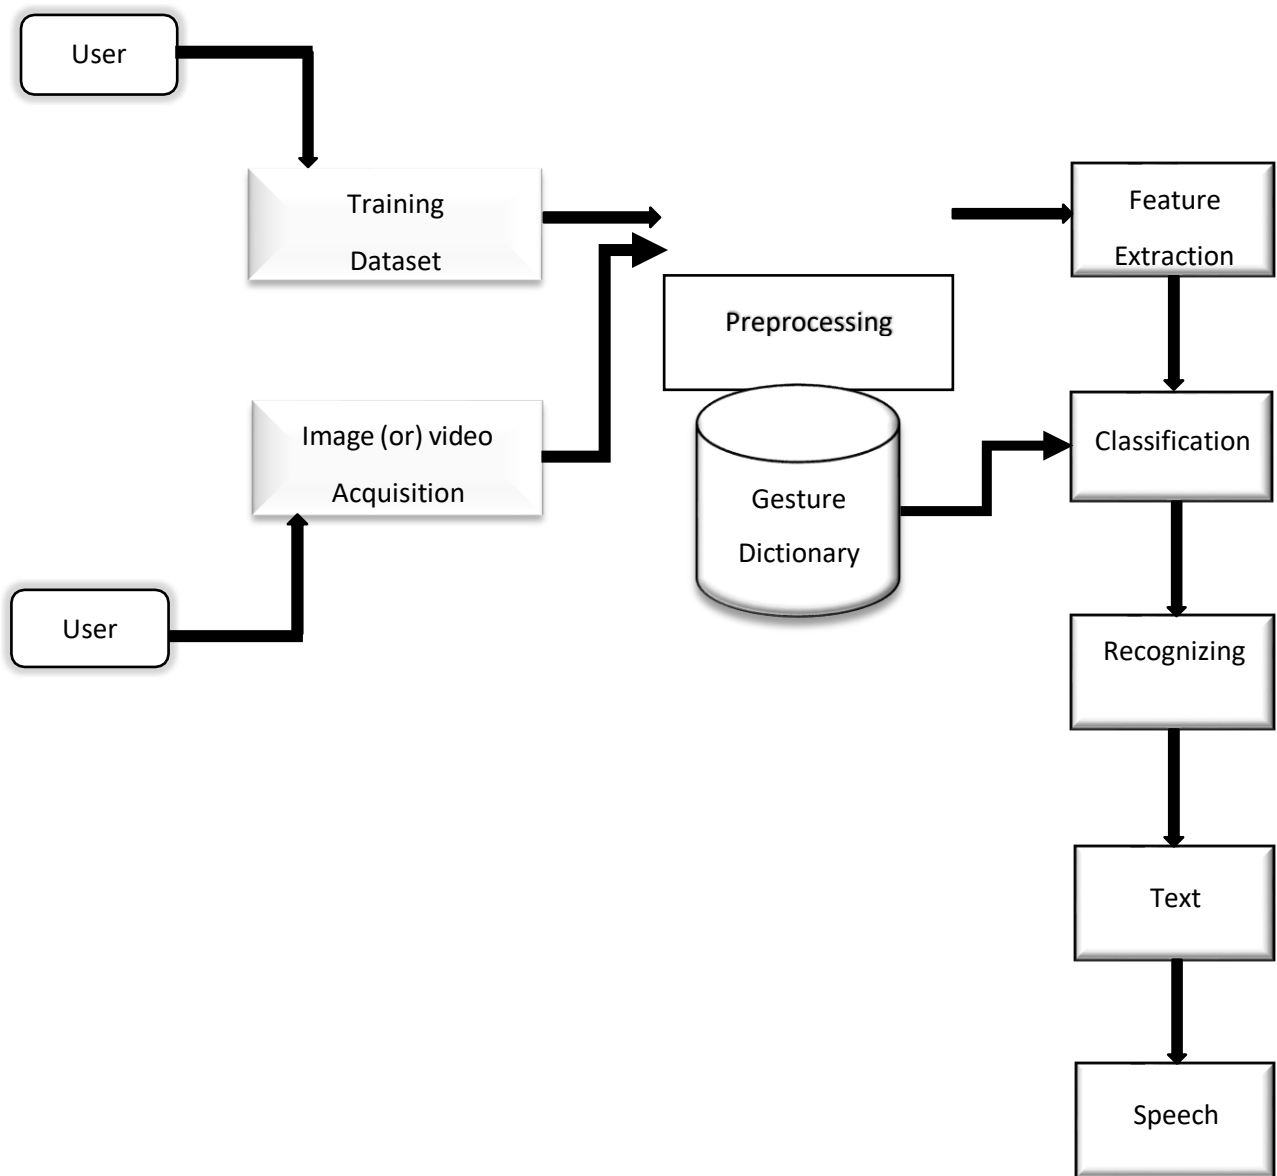 User
Training
Dataset
Feature
Extraction
Preprocessing
Image (or) video
Acquisition
Classification
Gesture
Dictionary
User
Recognizing
Text
Speech